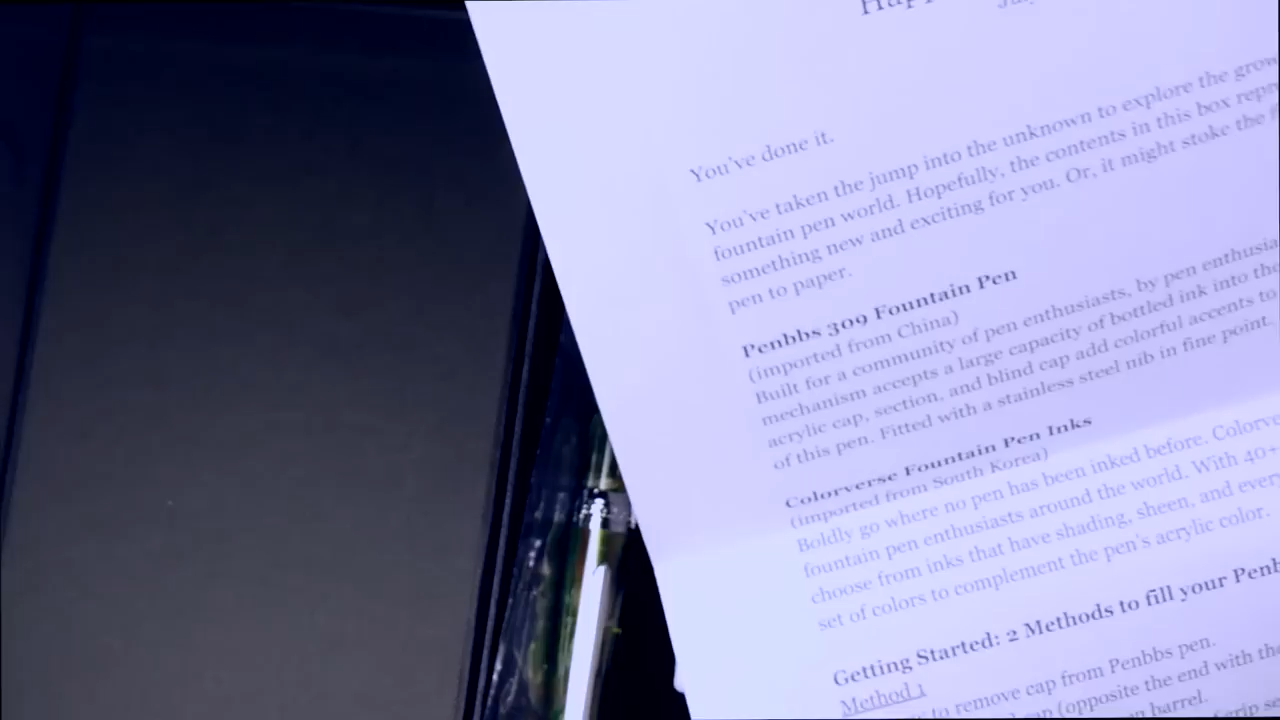 You've done it.
You've taken the jump into the unknown to explore the
fountain pen world. Hopefully, the contents in this box
something new and exciting for you. Or, it might stoke the
pen to paper.
Penbbs 309 Fountain Pen
(imported from China)
Built for a community of pen enthusiasts, by pen
mechanism accepts a large capacity of bottled ink into the
acrylic cap, section, and blind cap add colorful accents to
of this pen. Fitted with a stainless steel nib in fine point.
Colorverse Fountain Pen Inks
(imported from South Korea)
Boldly go where no pen has been inked before.
fountain pen enthusiasts around the world. With 40+
choose from inks that have shading, sheen, and
set of colors to complement the pen's acrylic color.
Getting Started: 2 Methods to fill your
Method 1
to remove cap from Penbbs pen.
(opposite the end with the
barrel.